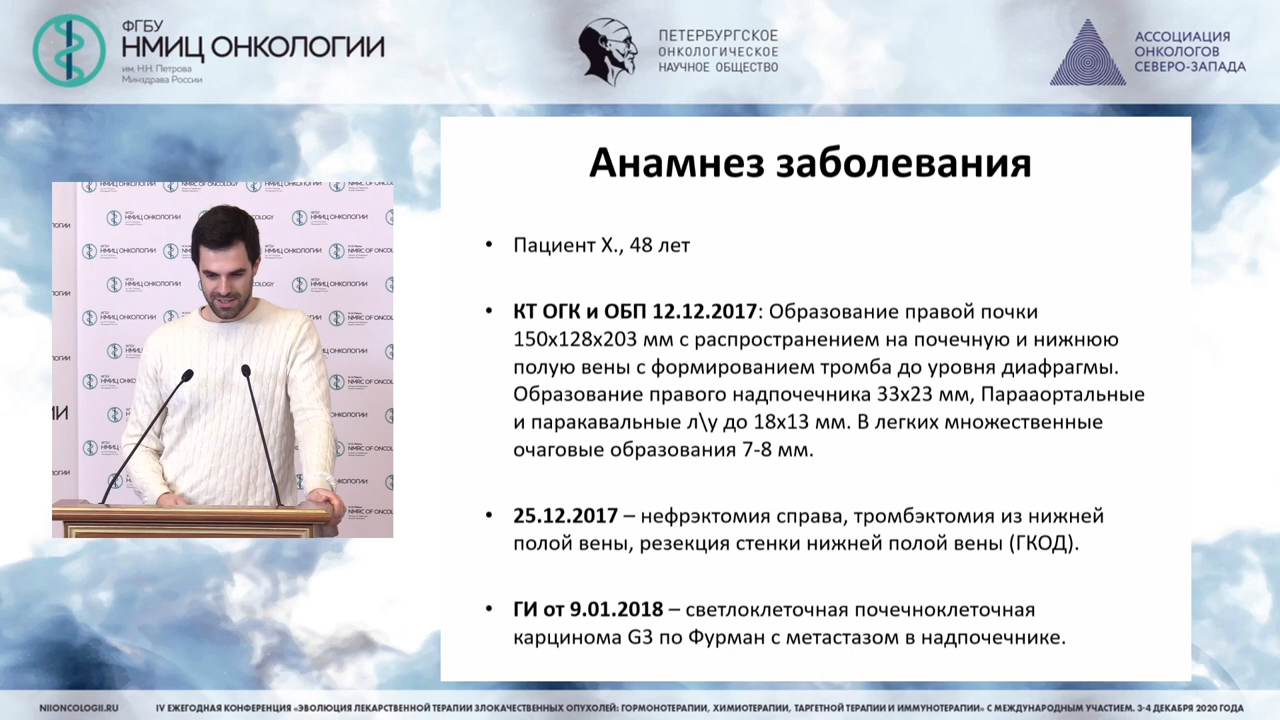 ФГБУ
НМИЦ ОНКОЛОГИИ
им. Н.Н. Петрова
Минздрава России
ПЕТЕРБУРГСКОЕ
ОНКОЛОГИЧЕСКОЕ
НАУЧНОЕ ОБЩЕСТВО
АССОЦИАЦИЯ
ОНКОЛОГОВ
СЕВЕРО-ЗАПАДА
Анамнез заболевания
• Пациент Х., 48 лет
• КТ ОГК и ОБП 12.12.2017: Образование правой почки
150х128х203 мм с распространением на почечную и нижнюю
полую вены с формированием тромба до уровня диафрагмы.
Образование правого надпочечника 33х23 мм, Парааортальные
и паракавальные л\у до 18х13 мм. В легких множественные
очаговые образования 7-8 мм.
• 25.12.2017 – нефрэктомия справа, тромбэктомия из нижней
полой вены, резекция стенки нижней полой вены (ГКОД).
• ГИ от 9.01.2018 – светлоклеточная почечноклеточная
карцинома G3 по Фурман с метастазом в надпочечнике.
NIIONCOLOGII.RU
IV ЕЖЕГОДНАЯ КОНФЕРЕНЦИЯ «ЭВОЛЮЦИЯ ЛЕКАРСТВЕННОЙ ТЕРАПИИ ЗЛОКАЧЕСТВЕННЫХ ОПУХОЛЕЙ: ГОРМОНОТЕРАПИИ, ХИМИОТЕРАПИИ, ТАРГЕТНОЙ ТЕРАПИИ И ИММУНОТЕРАПИИ» С МЕЖДУНАРОДНЫМ УЧАСТИЕМ. 3-4 ДЕКАБРЯ 2020 ГОДА